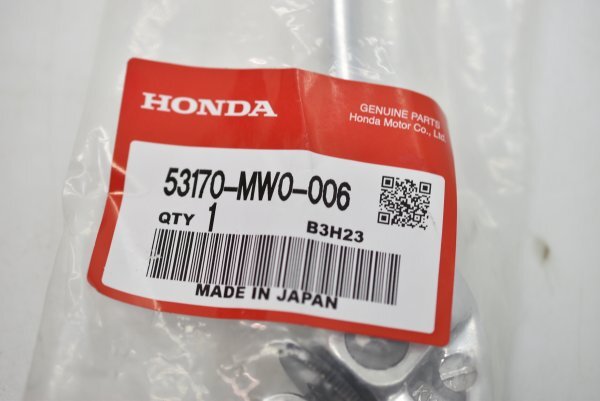 HONDA
GENUINE PARTS
Honda Motor Co., Ltd.
53170-MW0-006
QTY 1
B3H23
MADE IN JAPAN